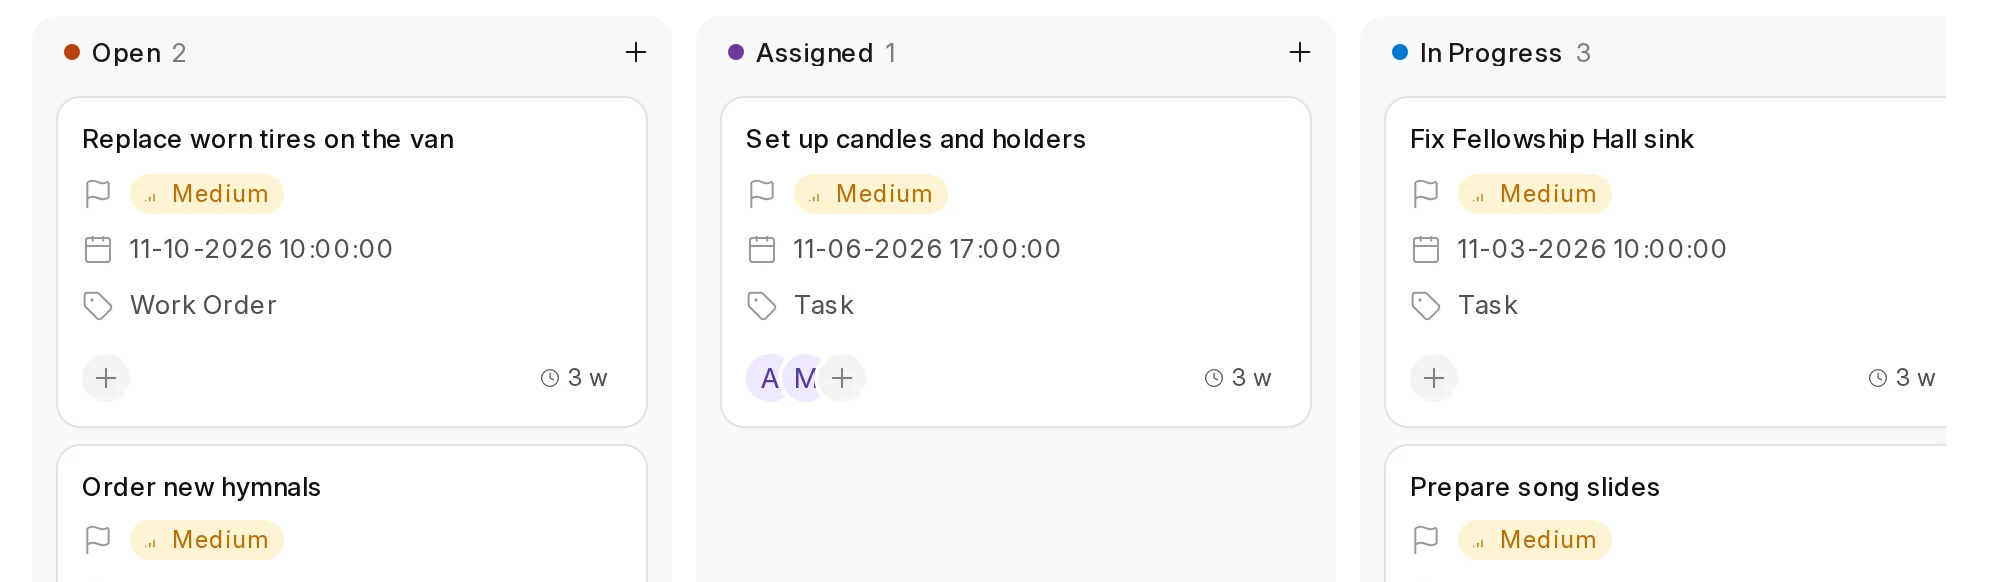 Open 2
Replace worn tires on the van
Medium
11-10-2026 10:00:00
Work Order
3 w
Order new hymnals
Medium
Assigned 1
Set up candles and holders
Medium
11-06-2026 17:00:00
Task
A M
3 w
In Progress 3
Fix Fellowship Hall sink
Medium
11-03-2026 10:00:00
Task
3 w
Prepare song slides
Medium